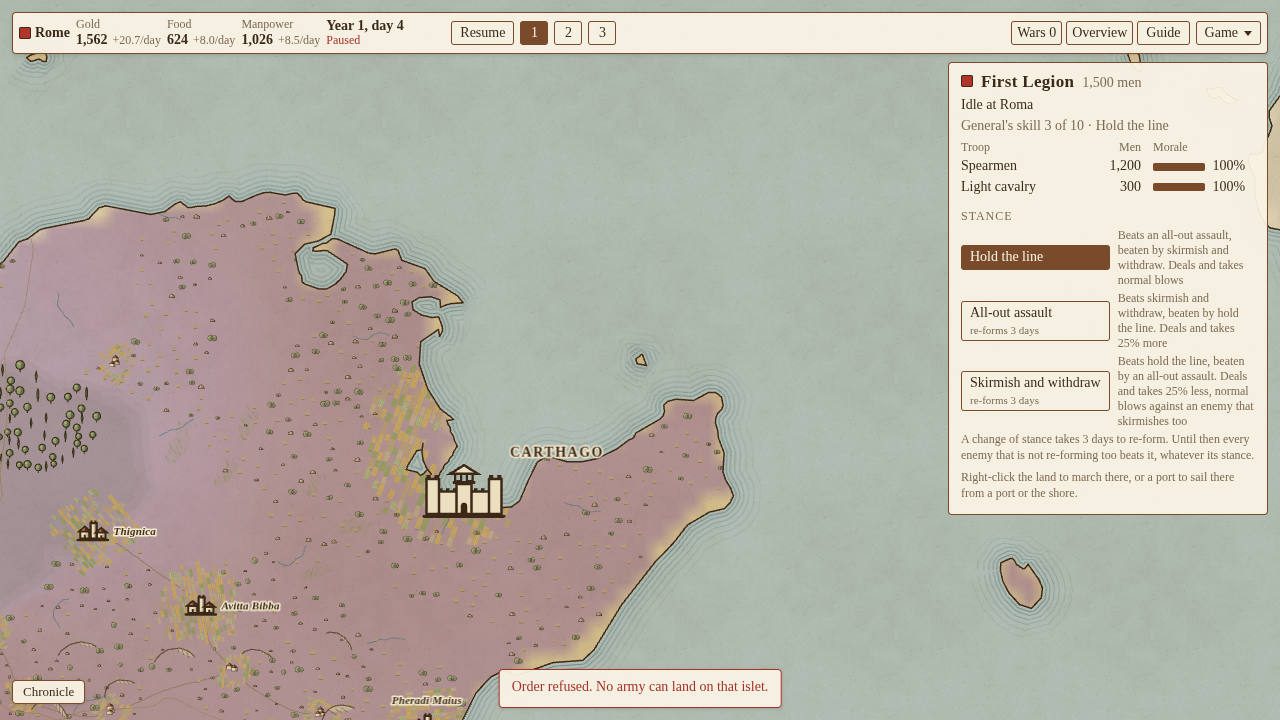 Rome
Gold
1,562 +20.7/day
Food
624 +8.0/day
Manpower
1,026 +8.5/day
Year 1, day 4
Paused
Resume
1
2
3
Wars 0
Overview
Guide
Game
First Legion 1,500 men
Idle at Roma
General's skill 3 of 10 · Hold the line
Troop Men Morale
Spearmen 1,200 100%
Light cavalry 300 100%
STANCE
Hold the line
Beats an all-out assault,
beaten by skirmish and
withdraw. Deals and takes
normal blows
All-out assault
re-forms 3 days
Beats skirmish and
withdraw, beaten by hold
the line. Deals and takes
25% more
Skirmish and withdraw
re-forms 3 days
Beats hold the line, beaten
by an all-out assault. Deals
and takes 25% less, normal
blows against an enemy that
skirmishes too
A change of stance takes 3 days to re-form. Until then every
enemy that is not re-forming too beats it, whatever its stance.
Right-click the land to march there, or a port to sail there
from a port or the shore.
CARTHAGO
Thignica
Avitta Bibba
Pheradi Maius
Chronicle
Order refused. No army can land on that islet.